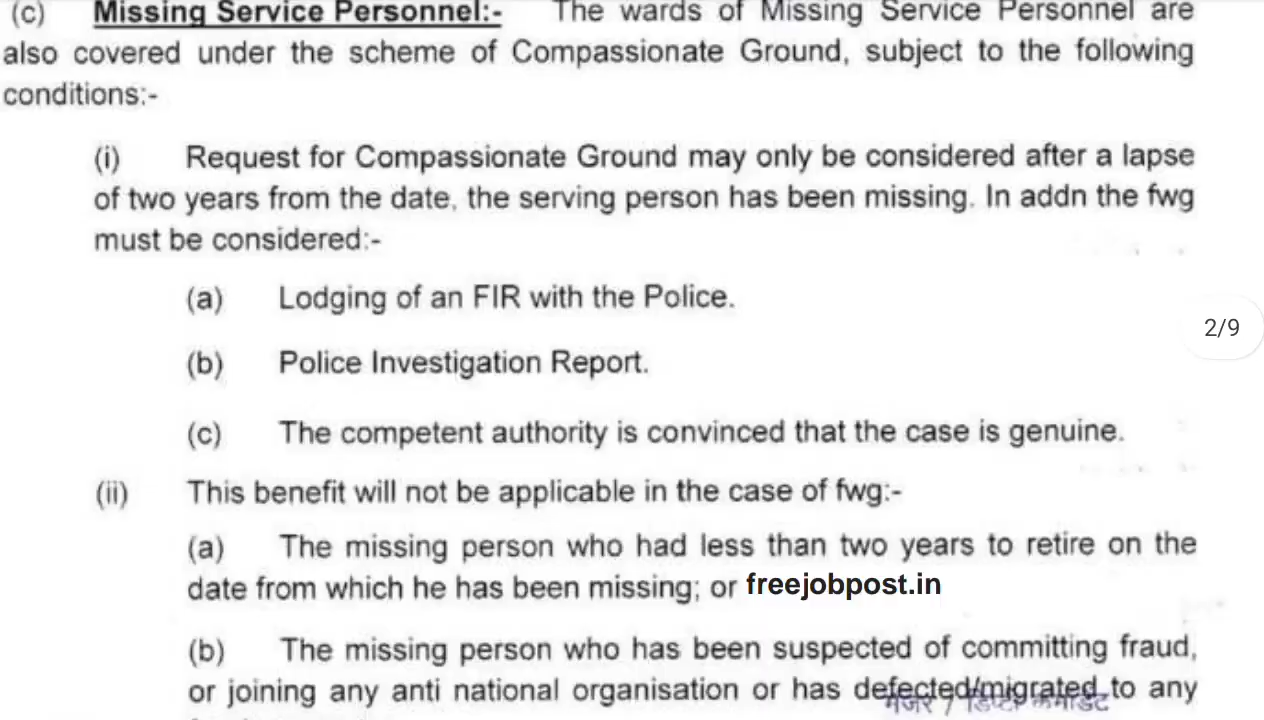 (c) Missing Service Personnel:- The wards of Missing Service Personnel are
also covered under the scheme of Compassionate Ground, subject to the following
conditions:-
(i) Request for Compassionate Ground may only be considered after a lapse
of two years from the date, the serving person has been missing. In addn the fwg
must be considered:-
(a) Lodging of an FIR with the Police.
2/9
(b) Police Investigation Report.
(c) The competent authority is convinced that the case is genuine.
(ii) This benefit will not be applicable in the case of fwg:-
(a) The missing person who had less than two years to retire on the
date from which he has been missing; or freejobpost.in
(b) The missing person who has been suspected of committing fraud,
or joining any anti national organisation or has defected/migrated to any
मेजर / डिप्टी कमांडेंट